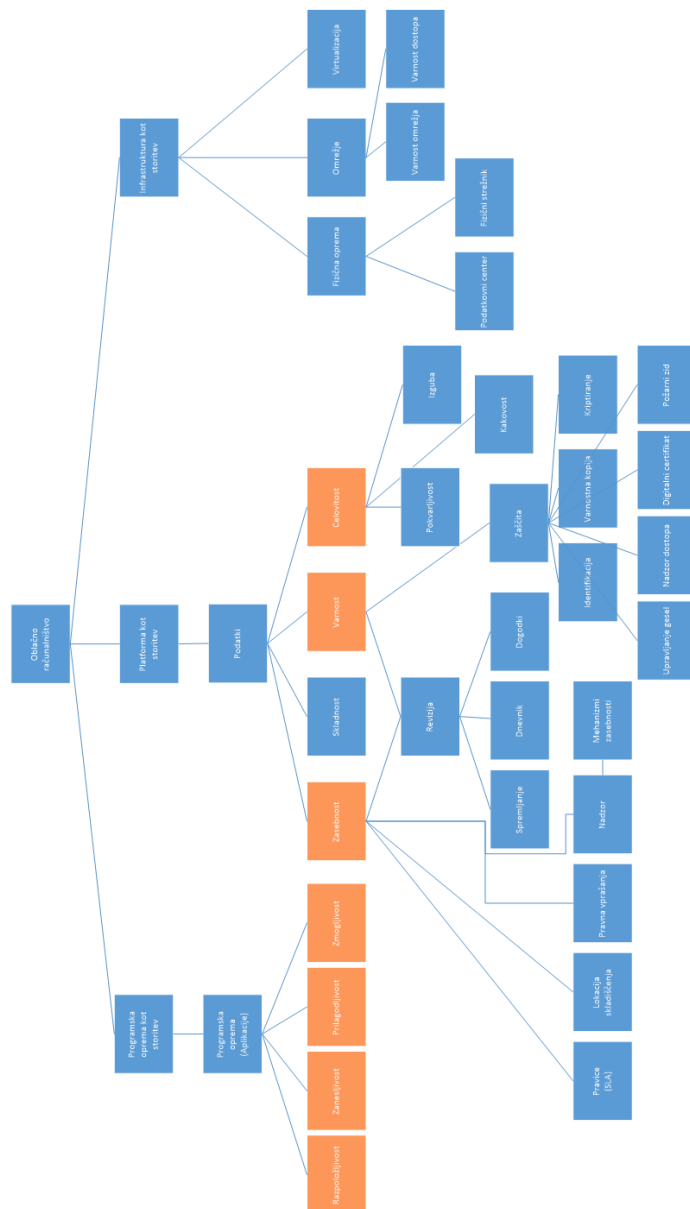 Oblačno
računalništvo
Programska
oprema kot
storitev
Platforma kot
storitev
Infrastruktura kot
storitev
Programska
oprema
(Aplikacije)
Podatki
Razpoložljivost
Zanesljivost
Prilagodljivost
Zmogljivost
Zasebnost
Skladnost
Varnost
Celovitost
Fizična oprema
Omrežje
Virtualizacija
Varnost omrežja
Varnost dostopa
Revizija
Pokvarljivost
Izguba
Kakovost
Podatkovni center
Fizični strežnik
Spremljanje
Dnevnik
Dogodki
Zaščita
Identifikacija
Varnostna kopija
Kriptiranje
Pravice
(SLA)
Lokacija
skladiščenja
Pravna vprašanja
Nadzor
Mehanizmi
zasebnosti
Upravljanje gesel
Nadzor dostopa
Digitalni certifikat
Požarni zid